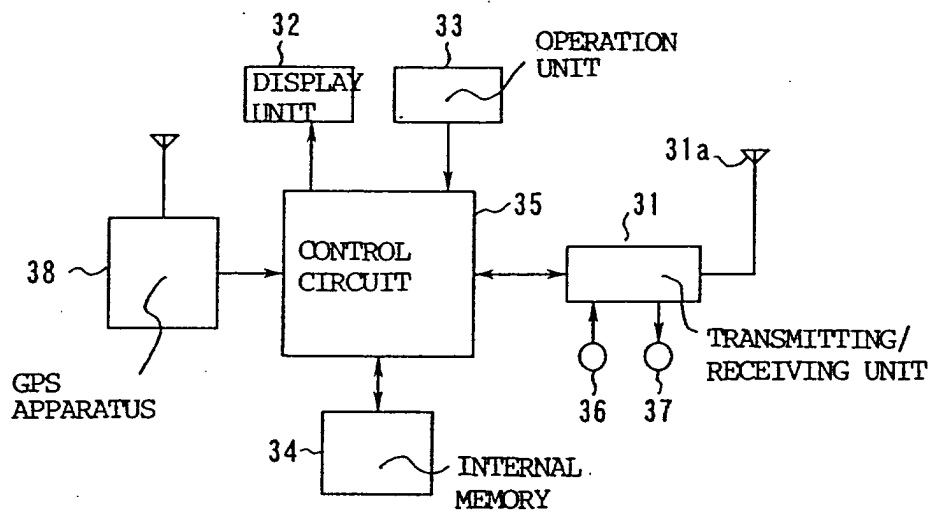 32
33
OPERATION
UNIT
DISPLAY
UNIT
31a
35
31
CONTROL
CIRCUIT
38
TRANSMITTING/
RECEIVING UNIT
GPS
APPARATUS
36
37
34
INTERNAL
MEMORY